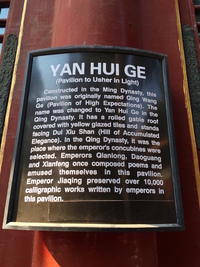 YAN HUI GE
(Pavilion to Usher in Light)
Constructed in the Ming Dynasty, this
pavilion was originally named Qing Wang
Ge (Pavilion of High Expectations). The
name was changed to Yan Hui Ge in the
Qing Dynasty. It has a rolled gable roof
covered with yellow glazed tiles and stands
facing Dui Xiu Shan (Hill of Accumulated
Elegance). In the Qing Dynasty, it was the
place where the emperor's concubines were
selected. Emperors Qianlong, Daoguang
and Xianfeng once composed poems and
amused themselves in this pavilion.
Emperor Jiaqing preserved over 10,000
calligraphic works written by emperors in
this pavilion.